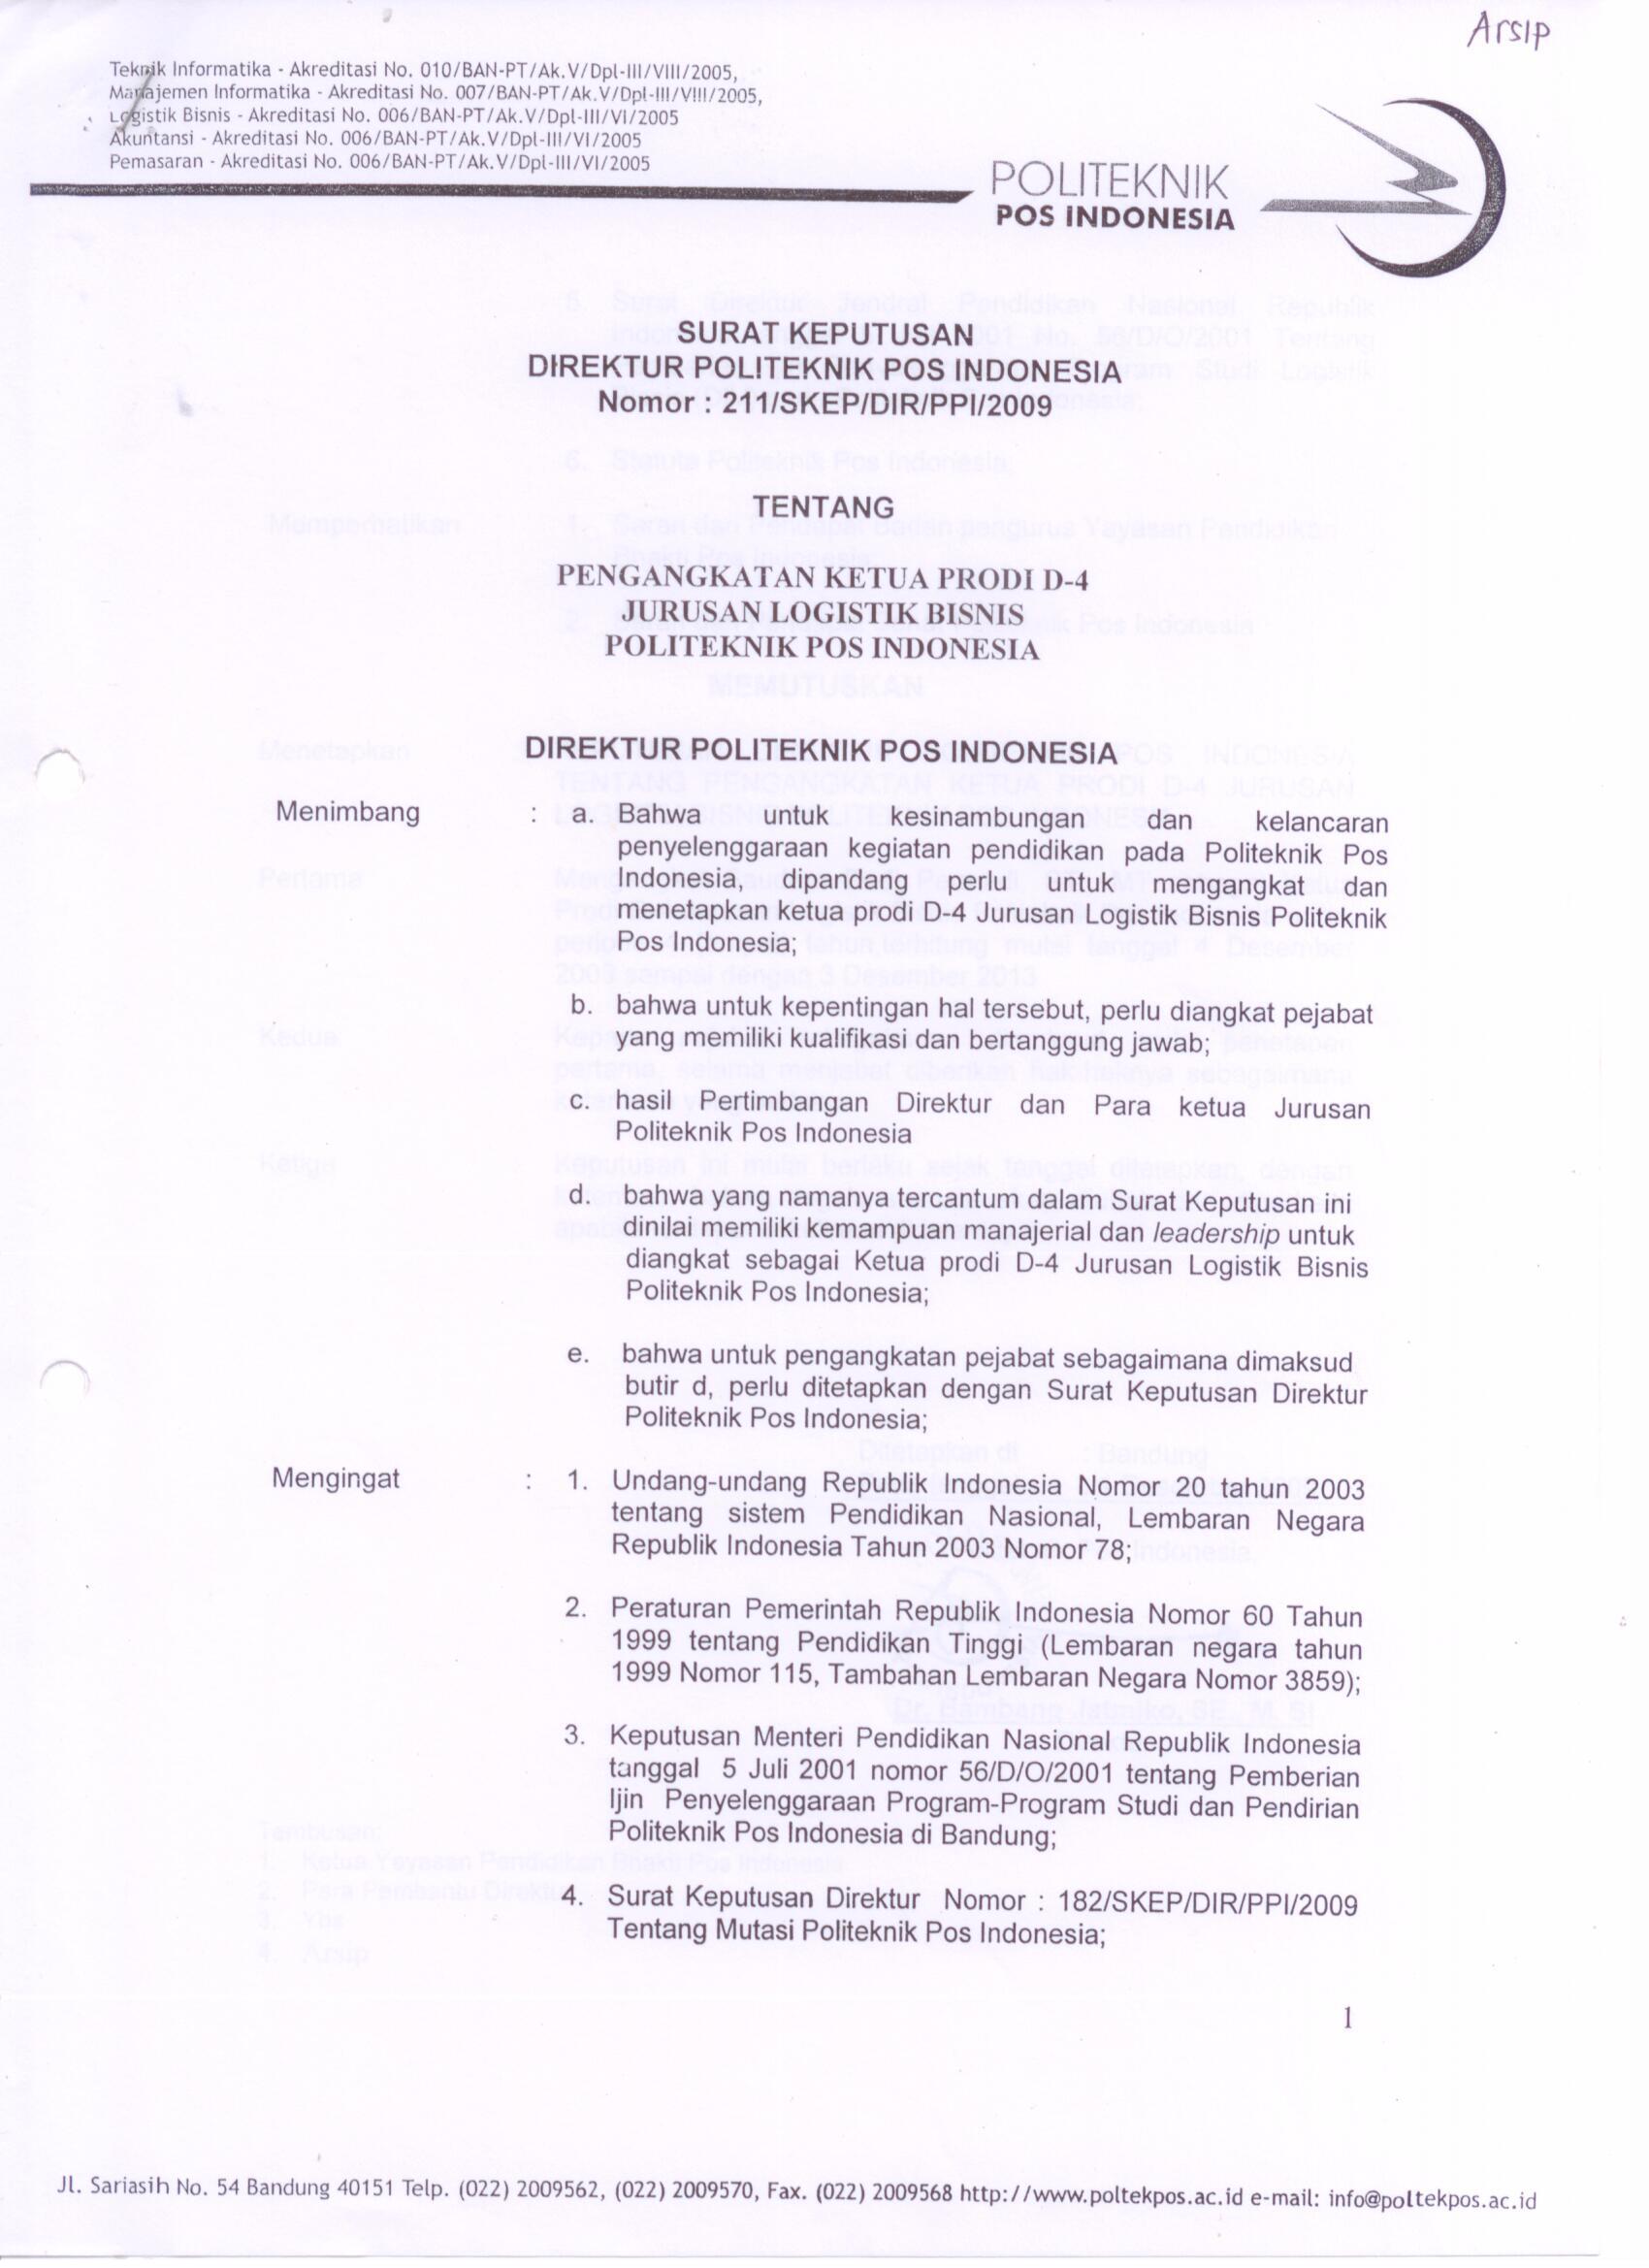 Arsip
Teknik Informatika - Akreditasi No. 010/BAN-PT/Ak.V/Dpl-III/VIII/2005,
Manajemen Informatika - Akreditasi No. 007/BAN-PT/Ak.V/Dpl-III/VIII/2005,
Logistik Bisnis - Akreditasi No. 006/BAN-PT/Ak.V/Dpl-III/VI/2005
Akuntansi - Akreditasi No. 006/BAN-PT/Ak.V/Dpl-III/VI/2005
Pemasaran - Akreditasi No. 006/BAN-PT/Ak.V/Dpl-III/VI/2005
POLITEKNIK
POS INDONESIA
SURAT KEPUTUSAN
DIREKTUR POLITEKNIK POS INDONESIA
Nomor : 211/SKEP/DIR/PPI/2009
TENTANG
PENGANGKATAN KETUA PRODI D-4
JURUSAN LOGISTIK BISNIS
POLITEKNIK POS INDONESIA
DIREKTUR POLITEKNIK POS INDONESIA
Menimbang : a. Bahwa untuk kesinambungan dan kelancaran
penyelenggaraan kegiatan pendidikan pada Politeknik Pos
Indonesia, dipandang perlu untuk mengangkat dan
menetapkan ketua prodi D-4 Jurusan Logistik Bisnis Politeknik
Pos Indonesia;
b. bahwa untuk kepentingan hal tersebut, perlu diangkat pejabat
yang memiliki kualifikasi dan bertanggung jawab;
c. hasil Pertimbangan Direktur dan Para ketua Jurusan
Politeknik Pos Indonesia
d. bahwa yang namanya tercantum dalam Surat Keputusan ini
dinilai memiliki kemampuan manajerial dan leadership untuk
diangkat sebagai Ketua prodi D-4 Jurusan Logistik Bisnis
Politeknik Pos Indonesia;
e. bahwa untuk pengangkatan pejabat sebagaimana dimaksud
butir d, perlu ditetapkan dengan Surat Keputusan Direktur
Politeknik Pos Indonesia;
Mengingat : 1. Undang-undang Republik Indonesia Nomor 20 tahun 2003
tentang sistem Pendidikan Nasional, Lembaran Negara
Republik Indonesia Tahun 2003 Nomor 78;
2. Peraturan Pemerintah Republik Indonesia Nomor 60 Tahun
1999 tentang Pendidikan Tinggi (Lembaran negara tahun
1999 Nomor 115, Tambahan Lembaran Negara Nomor 3859);
3. Keputusan Menteri Pendidikan Nasional Republik Indonesia
tanggal 5 Juli 2001 nomor 56/D/O/2001 tentang Pemberian
Ijin Penyelenggaraan Program-Program Studi dan Pendirian
Politeknik Pos Indonesia di Bandung;
4. Surat Keputusan Direktur Nomor : 182/SKEP/DIR/PPI/2009
Tentang Mutasi Politeknik Pos Indonesia;
1
Jl. Sariasih No. 54 Bandung 40151 Telp. (022) 2009562, (022) 2009570, Fax. (022) 2009568 http://www.poltekpos.ac.id e-mail: info@poltekpos.ac.id